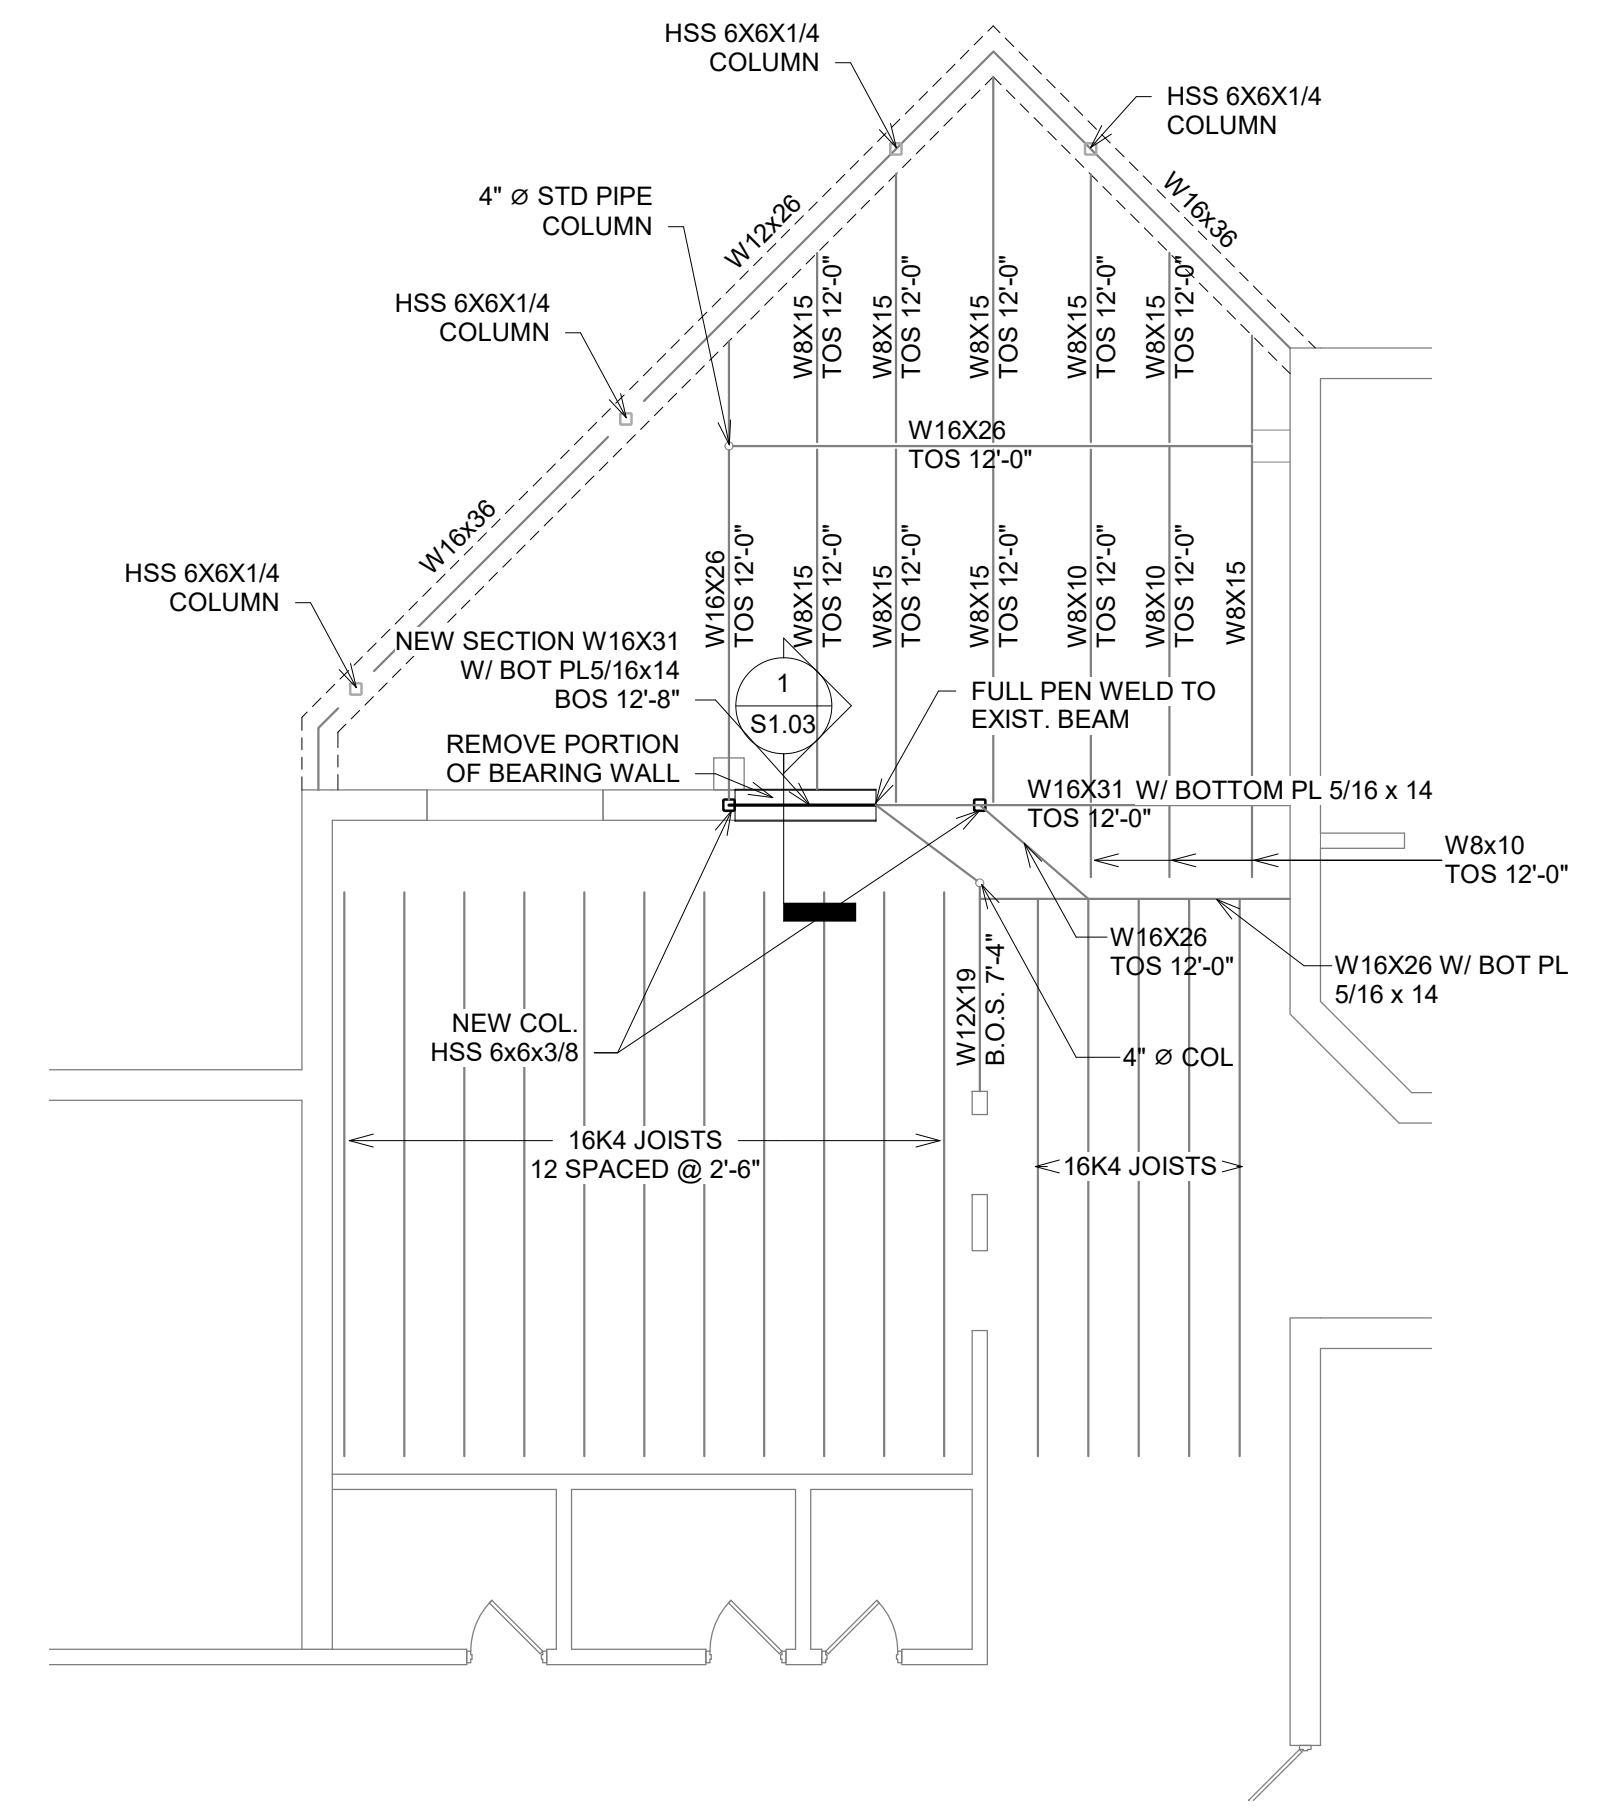 HSS 6X6X1/4
COLUMN
HSS 6X6X1/4
COLUMN
4" Ø STD PIPE
COLUMN
W12x26
W16x36
HSS 6X6X1/4
COLUMN
W8X15
TOS 12'-0"
W8X15
TOS 12'-0"
W8X15
TOS 12'-0"
W8X15
TOS 12'-0"
W8X15
TOS 12'-0"
W16X26
TOS 12'-0"
W16x36
HSS 6X6X1/4
COLUMN
W16X26
TOS 12'-0"
W8X15
TOS 12'-0"
W8X15
TOS 12'-0"
W8X15
TOS 12'-0"
W8X10
TOS 12'-0"
W8X10
TOS 12'-0"
W8X15
NEW SECTION W16X31
W/ BOT PL5/16x14
BOS 12'-8"
1
S1.03
FULL PEN WELD TO
EXIST. BEAM
REMOVE PORTION
OF BEARING WALL
W16X31 W/ BOTTOM PL 5/16 x 14
TOS 12'-0"
W8x10
TOS 12'-0"
W16X26
TOS 12'-0"
W16X26 W/ BOT PL
5/16 x 14
W12X19
B.O.S. 7'-4"
NEW COL.
HSS 6x6x3/8
4" Ø COL
16K4 JOISTS
12 SPACED @ 2'-6"
16K4 JOISTS